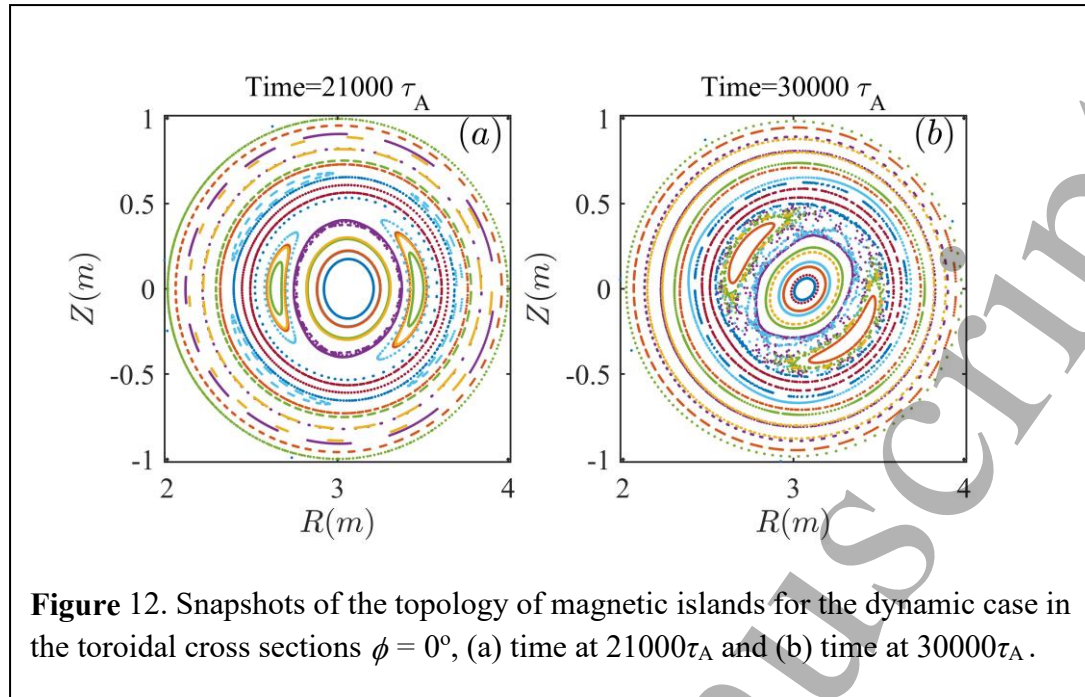 Time=21000 τ_A
Time=30000 τ_A
(a)
(b)
1
0.5
0
-0.5
-1
Z(m)
2
3
4
R(m)
1
0.5
0
-0.5
-1
Z(m)
2
3
4
R(m)
Figure 12. Snapshots of the topology of magnetic islands for the dynamic case in
the toroidal cross sections ϕ = 0º, (a) time at 21000τA and (b) time at 30000τA .